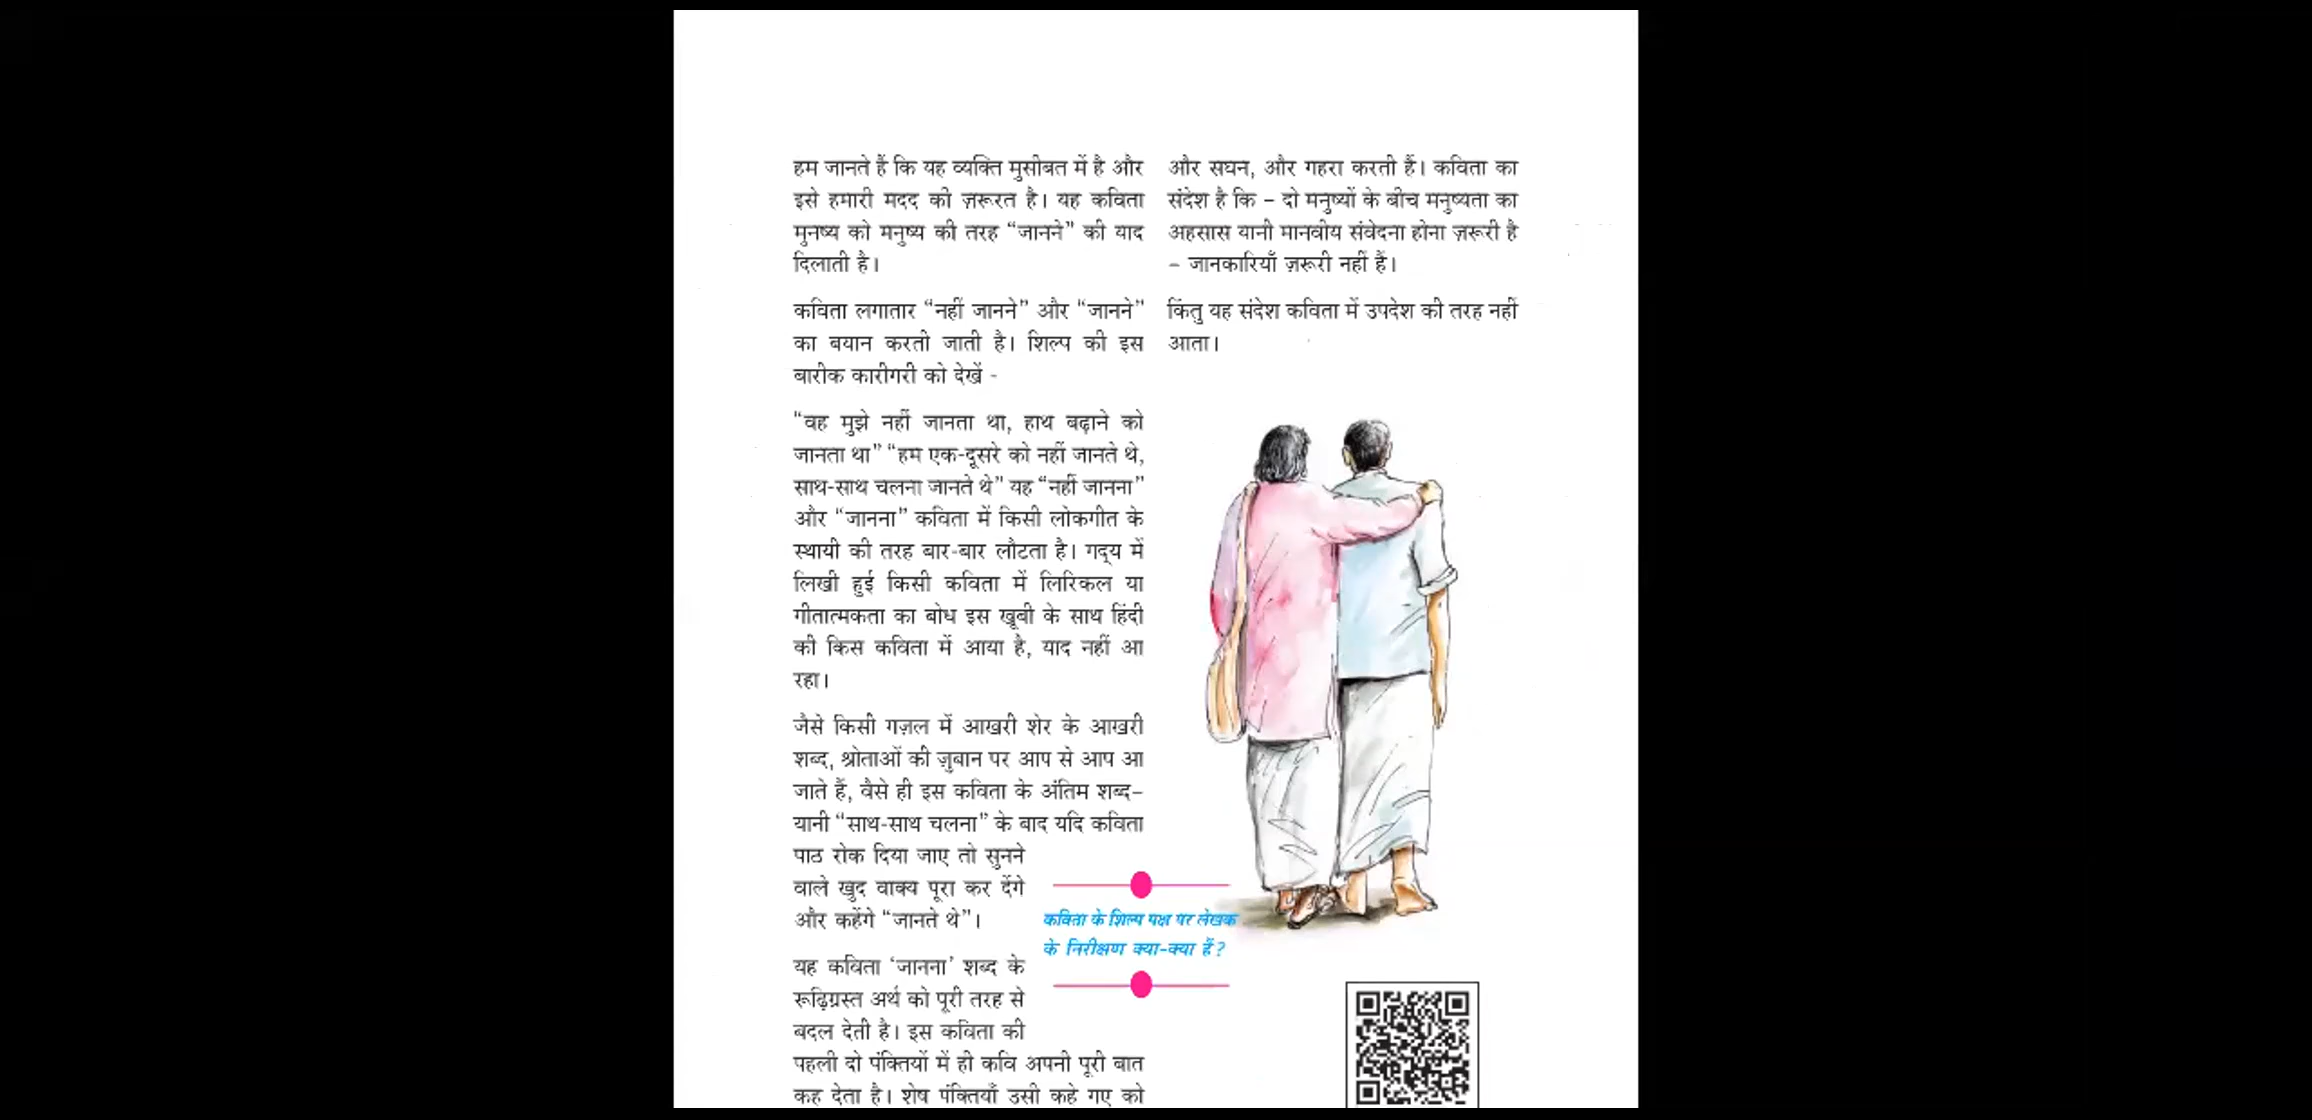 हम जानते हैं कि यह व्यक्ति मुसीबत में है और
इसे हमारी मदद की ज़रूरत है। यह कविता
मुनष्य को मनुष्य की तरह “जानने” की याद
दिलाती है।
कविता लगातार “नहीं जानने” और “जानने”
का बयान करती जाती है। शिल्प की इस
बारीक कारीगरी को देखें -
“वह मुझे नहीं जानता था, हाथ बढ़ाने को
जानता था” “हम एक-दूसरे को नहीं जानते थे,
साथ-साथ चलना जानते थे” यह “नहीं जानना”
और “जानना” कविता में किसी लोकगीत के
स्थायी की तरह बार-बार लौटता है। गद्य में
लिखी हुई किसी कविता में लिरिकल या
गीतात्मकता का बोध इस खूबी के साथ हिंदी
की किस कविता में आया है, याद नहीं आ
रहा।
जैसे किसी गज़ल में आखरी शेर के आखरी
शब्द, श्रोताओं की ज़ुबान पर आप से आप आ
जाते हैं, वैसे ही इस कविता के अंतिम शब्द–
यानी “साथ-साथ चलना” के बाद यदि कविता
पाठ रोक दिया जाए तो सुनने
वाले खुद वाक्य पूरा कर देंगे
और कहेंगे “जानते थे”।
यह कविता ‘जानना’ शब्द के
रूढ़िग्रस्त अर्थ को पूरी तरह से
बदल देती है। इस कविता की
पहली दो पंक्तियों में ही कवि अपनी पूरी बात
कह देता है। शेष पंक्तियाँ उसी कहे गए को
और सघन, और गहरा करती हैं। कविता का
संदेश है कि – दो मनुष्यों के बीच मनुष्यता का
अहसास यानी मानवीय संवेदना होना ज़रूरी है
– जानकारियाँ ज़रूरी नहीं हैं।
किंतु यह संदेश कविता में उपदेश की तरह नहीं
आता।
कविता के शिल्प पक्ष पर लेखक
के निरीक्षण क्या-क्या हैं?